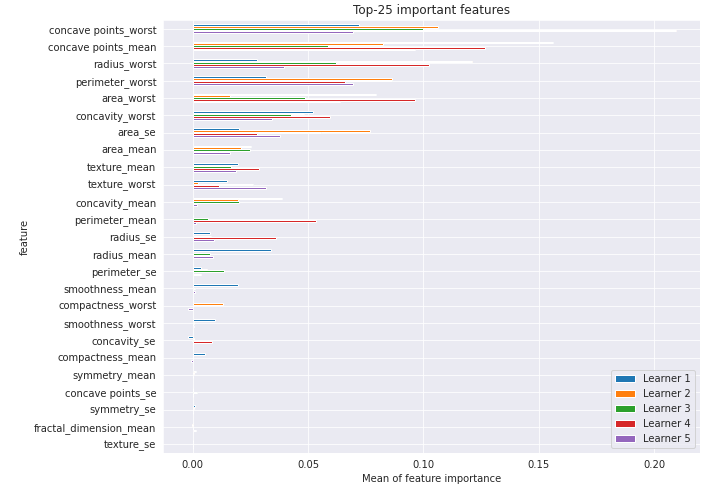 Top-25 important features
concave points_worst
concave points_mean
radius_worst
perimeter_worst
area_worst
concavity_worst
area_se
area_mean
texture_mean
texture_worst
concavity_mean
perimeter_mean
radius_se
radius_mean
perimeter_se
smoothness_mean
compactness_worst
smoothness_worst
concavity_se
compactness_mean
symmetry_mean
concave points_se
symmetry_se
fractal_dimension_mean
texture_se
feature
Learner 1
Learner 2
Learner 3
Learner 4
Learner 5
0.00 0.05 0.10 0.15 0.20
Mean of feature importance